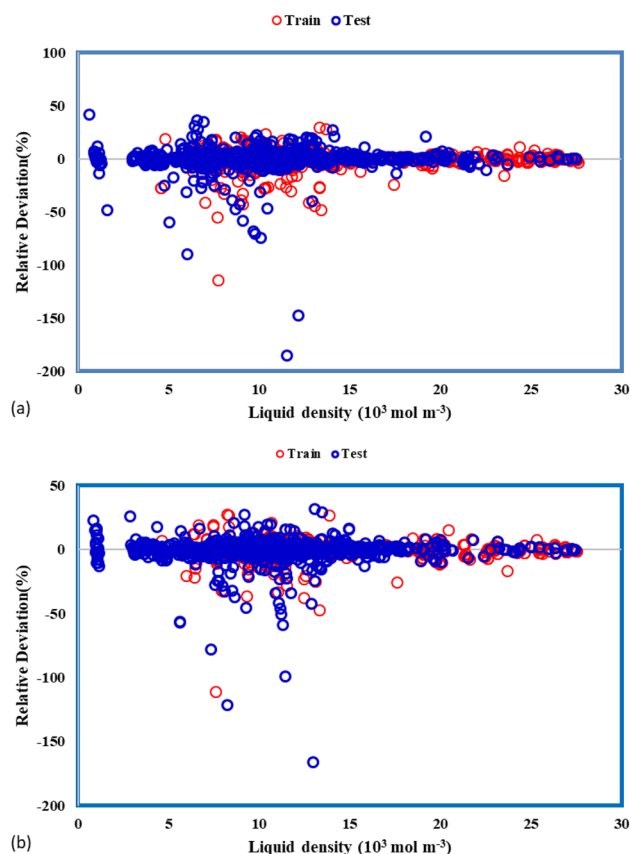 Train Test
100
50
0
-50
-100
-150
-200
Relative Deviation(%)
0 5 10 15 20 25 30
Liquid density (10³ mol m⁻³)
(a)
Train Test
50
0
-50
-100
-150
-200
Relative Deviation(%)
0 5 10 15 20 25 30
Liquid density (10³ mol m⁻³)
(b)